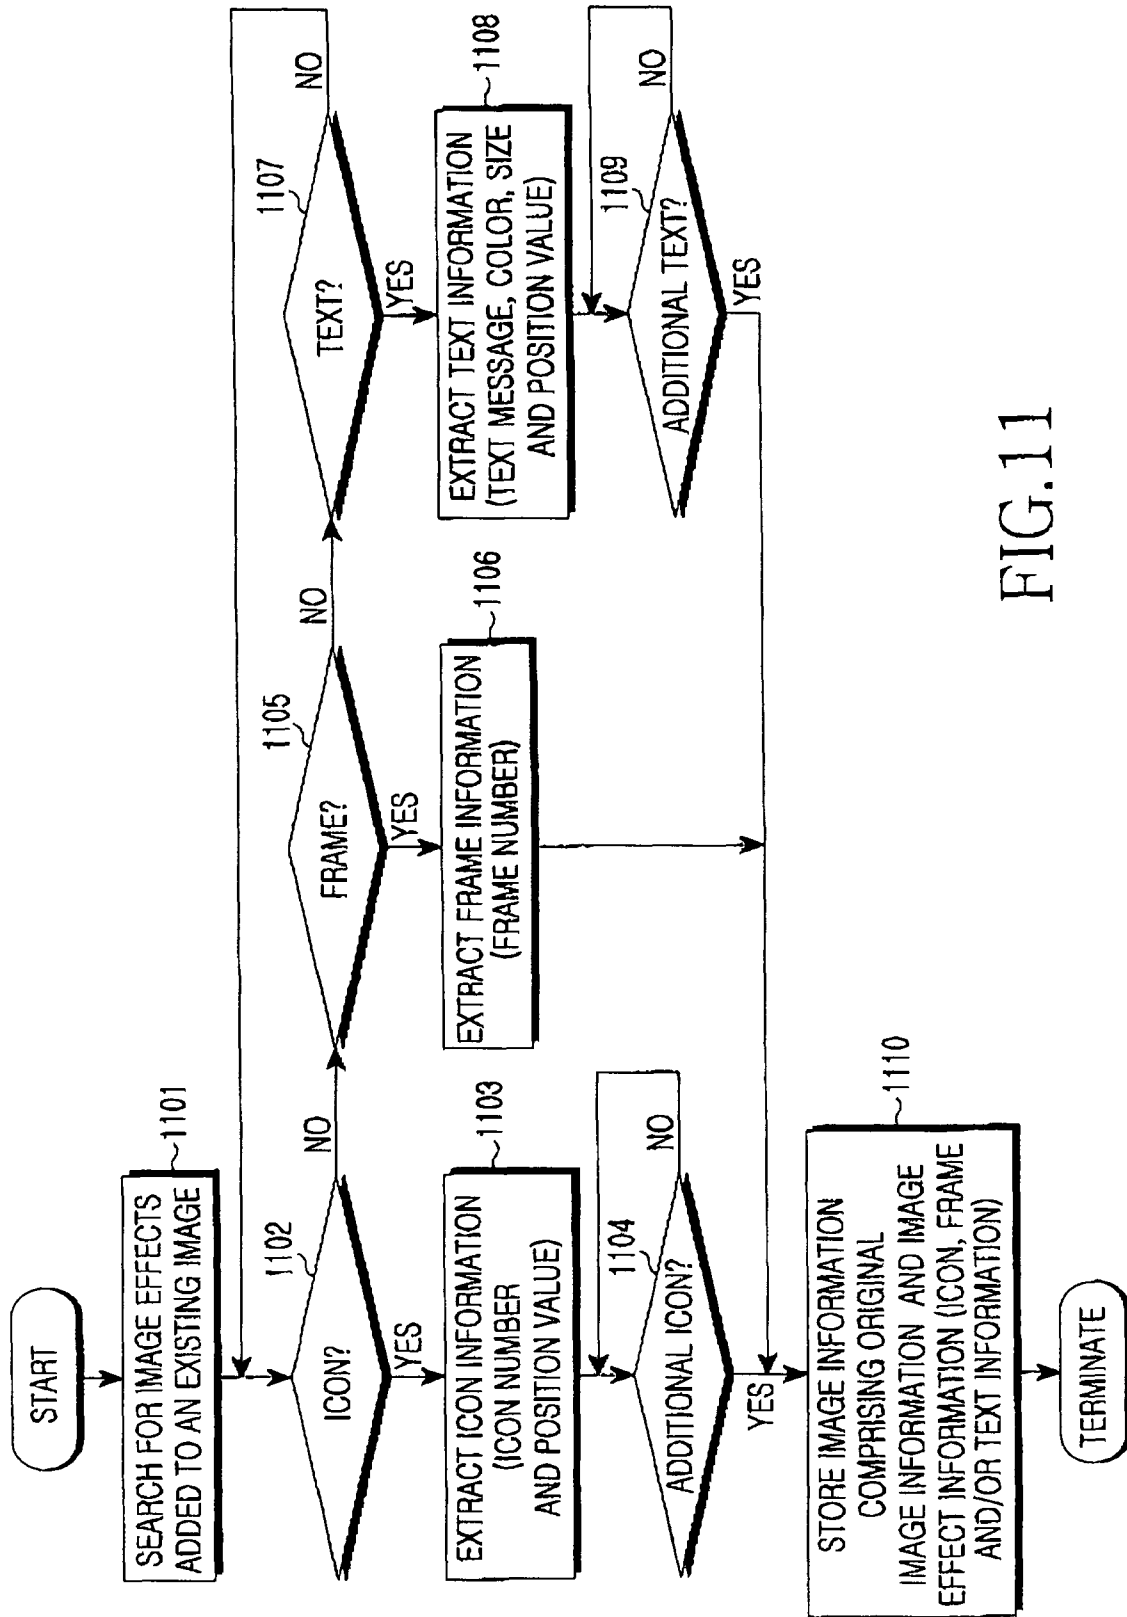 START
SEARCH FOR IMAGE EFFECTS
ADDED TO AN EXISTING IMAGE
1101
ICON?
1102
NO
YES
EXTRACT ICON INFORMATION
(ICON NUMBER
AND POSITION VALUE)
1103
ADDITIONAL ICON?
1104
NO
YES
FRAME?
1105
NO
YES
EXTRACT FRAME INFORMATION
(FRAME NUMBER)
1106
TEXT?
1107
NO
YES
EXTRACT TEXT INFORMATION
(TEXT MESSAGE, COLOR, SIZE
AND POSITION VALUE)
1108
ADDITIONAL TEXT?
1109
NO
YES
STORE IMAGE INFORMATION
COMPRISING ORIGINAL
IMAGE INFORMATION AND IMAGE
EFFECT INFORMATION (ICON, FRAME
AND/OR TEXT INFORMATION)
1110
TERMINATE
FIG.11